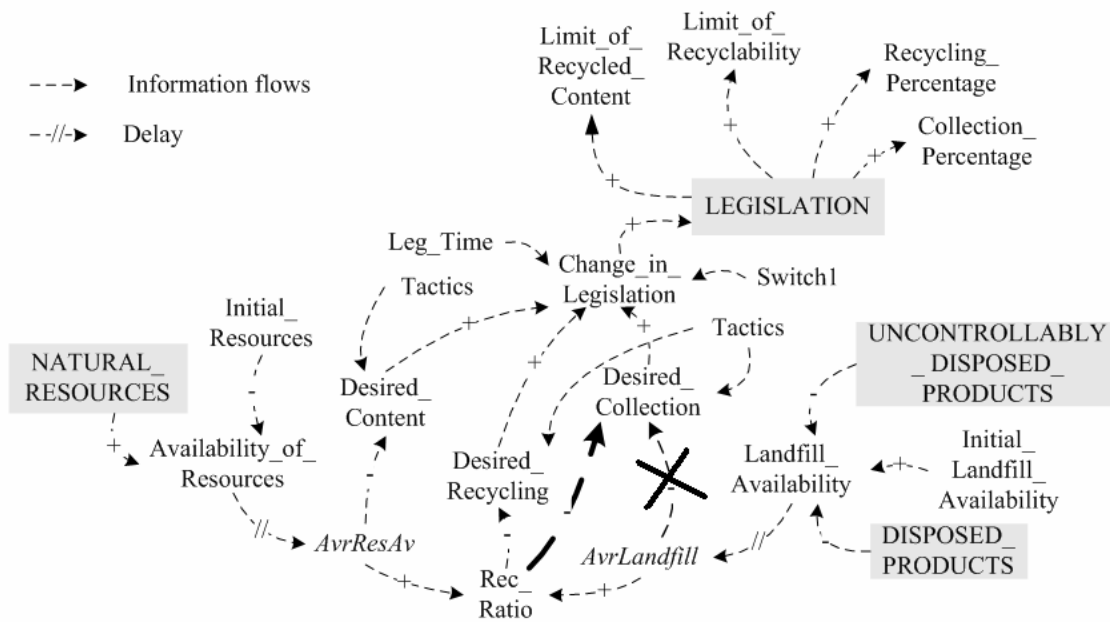 Limit_of_
Recycled_
Content
Limit_of_
Recyclability
Recycling_
Percentage
Collection_
Percentage
Information flows
Delay
LEGISLATION
Leg_Time
Change_in_
Legislation
Switch1
Tactics
Tactics
Initial_
Resources
NATURAL_
RESOURCES
Desired_
Content
Desired_
Collection
UNCONTROLLABLY
_DISPOSED_
PRODUCTS
Availability_of_
Resources
Desired_
Recycling
Landfill_
Availability
Initial_
Landfill_
Availability
AvrResAv
Rec_
Ratio
AvrLandfill
DISPOSED_
PRODUCTS